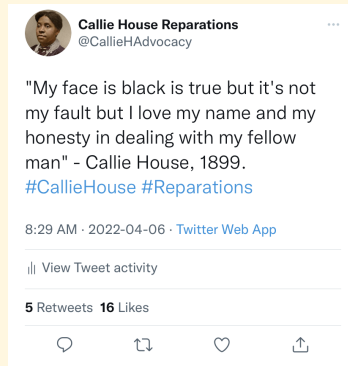 Callie House Reparations
@CallieHAdvocacy
"My face is black is true but it's not
my fault but I love my name and my
honesty in dealing with my fellow
man" - Callie House, 1899.
#CallieHouse #Reparations
8:29 AM · 2022-04-06 · Twitter Web App
View Tweet activity
5 Retweets 16 Likes